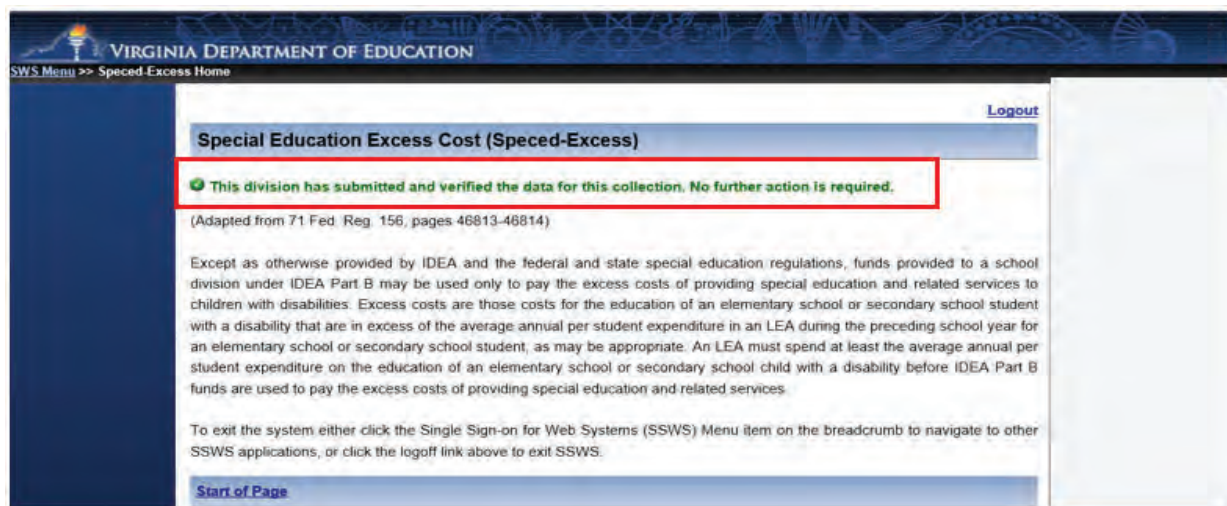 VIRGINIA DEPARTMENT OF EDUCATION
SWS Menu >> Speced-Excess Home
Logout
Special Education Excess Cost (Speced-Excess)
This division has submitted and verified the data for this collection. No further action is required.
(Adapted from 71 Fed. Reg. 156, pages 46813-46814)
Except as otherwise provided by IDEA and the federal and state special education regulations, funds provided to a school
division under IDEA Part B may be used only to pay the excess costs of providing special education and related services to
children with disabilities. Excess costs are those costs for the education of an elementary school or secondary school student
with a disability that are in excess of the average annual per student expenditure in an LEA during the preceding school year for
an elementary school or secondary school student, as may be appropriate. An LEA must spend at least the average annual per
student expenditure on the education of an elementary school or secondary school child with a disability before IDEA Part B
funds are used to pay the excess costs of providing special education and related services.
To exit the system either click the Single Sign-on for Web Systems (SSWS) Menu item on the breadcrumb to navigate to other
SSWS applications, or click the logoff link above to exit SSWS.
Start of Page